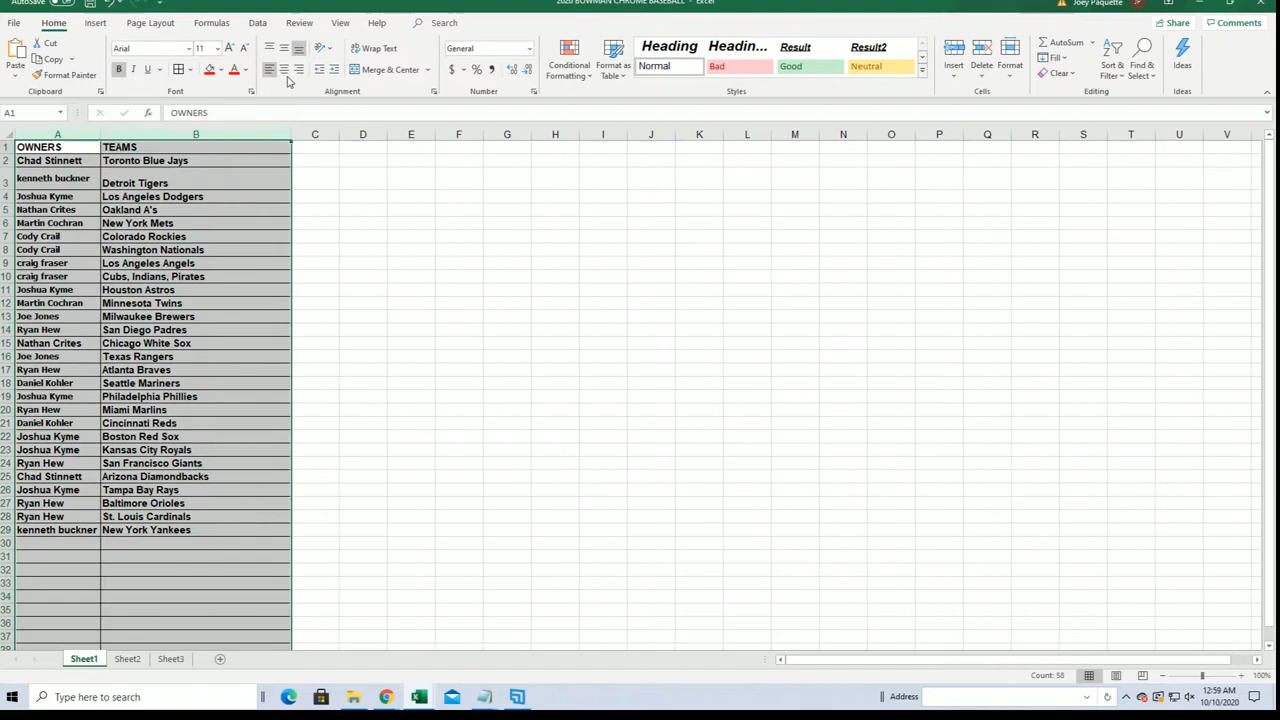 AutoSave
2020 BOWMAN CHROME BASEBALL - Excel
Joey Paquette
File Home Insert Page Layout Formulas Data Review View Help Search Share Comments
Paste Cut Copy Format Painter Clipboard
Arial 11 A A B I U A Font
Wrap Text Merge & Center Alignment
General $ % , Number
Conditional Formatting Format as Table
Heading Headin... Result Result2
Normal Bad Good Neutral
Styles
Insert Delete Format Cells
AutoSum Fill Clear Sort & Filter Find & Select Editing
Ideas Ideas
A1 fx OWNERS
A B C D E F G H I J K L M N O P Q R S T U V
1 OWNERS TEAMS
2 Chad Stinnett Toronto Blue Jays
3 kenneth buckner Detroit Tigers
4 Joshua Kyme Los Angeles Dodgers
5 Nathan Crites Oakland A's
6 Martin Cochran New York Mets
7 Cody Crail Colorado Rockies
8 Cody Crail Washington Nationals
9 craig fraser Los Angeles Angels
10 craig fraser Cubs, Indians, Pirates
11 Joshua Kyme Houston Astros
12 Martin Cochran Minnesota Twins
13 Joe Jones Milwaukee Brewers
14 Ryan Hew San Diego Padres
15 Nathan Crites Chicago White Sox
16 Joe Jones Texas Rangers
17 Ryan Hew Atlanta Braves
18 Daniel Kohler Seattle Mariners
19 Joshua Kyme Philadelphia Phillies
20 Ryan Hew Miami Marlins
21 Daniel Kohler Cincinnati Reds
22 Joshua Kyme Boston Red Sox
23 Joshua Kyme Kansas City Royals
24 Ryan Hew San Francisco Giants
25 Chad Stinnett Arizona Diamondbacks
26 Joshua Kyme Tampa Bay Rays
27 Ryan Hew Baltimore Orioles
28 Ryan Hew St. Louis Cardinals
29 kenneth buckner New York Yankees
30
31
32
33
34
35
36
37
38
Sheet1 Sheet2 Sheet3
Count: 58 100%
Type here to search Address 12:59 AM
10/10/2020